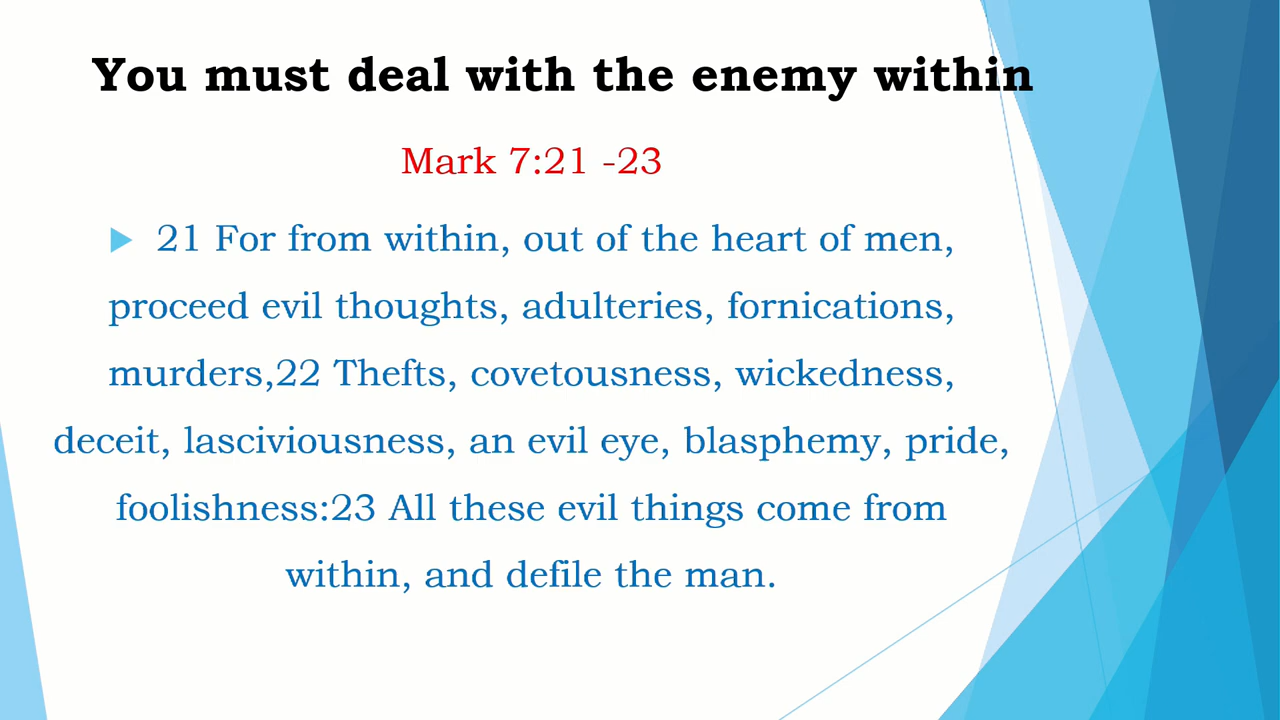 You must deal with the enemy within
Mark 7:21 -23
21 For from within, out of the heart of men,
proceed evil thoughts, adulteries, fornications,
murders,22 Thefts, covetousness, wickedness,
deceit, lasciviousness, an evil eye, blasphemy, pride,
foolishness:23 All these evil things come from
within, and defile the man.